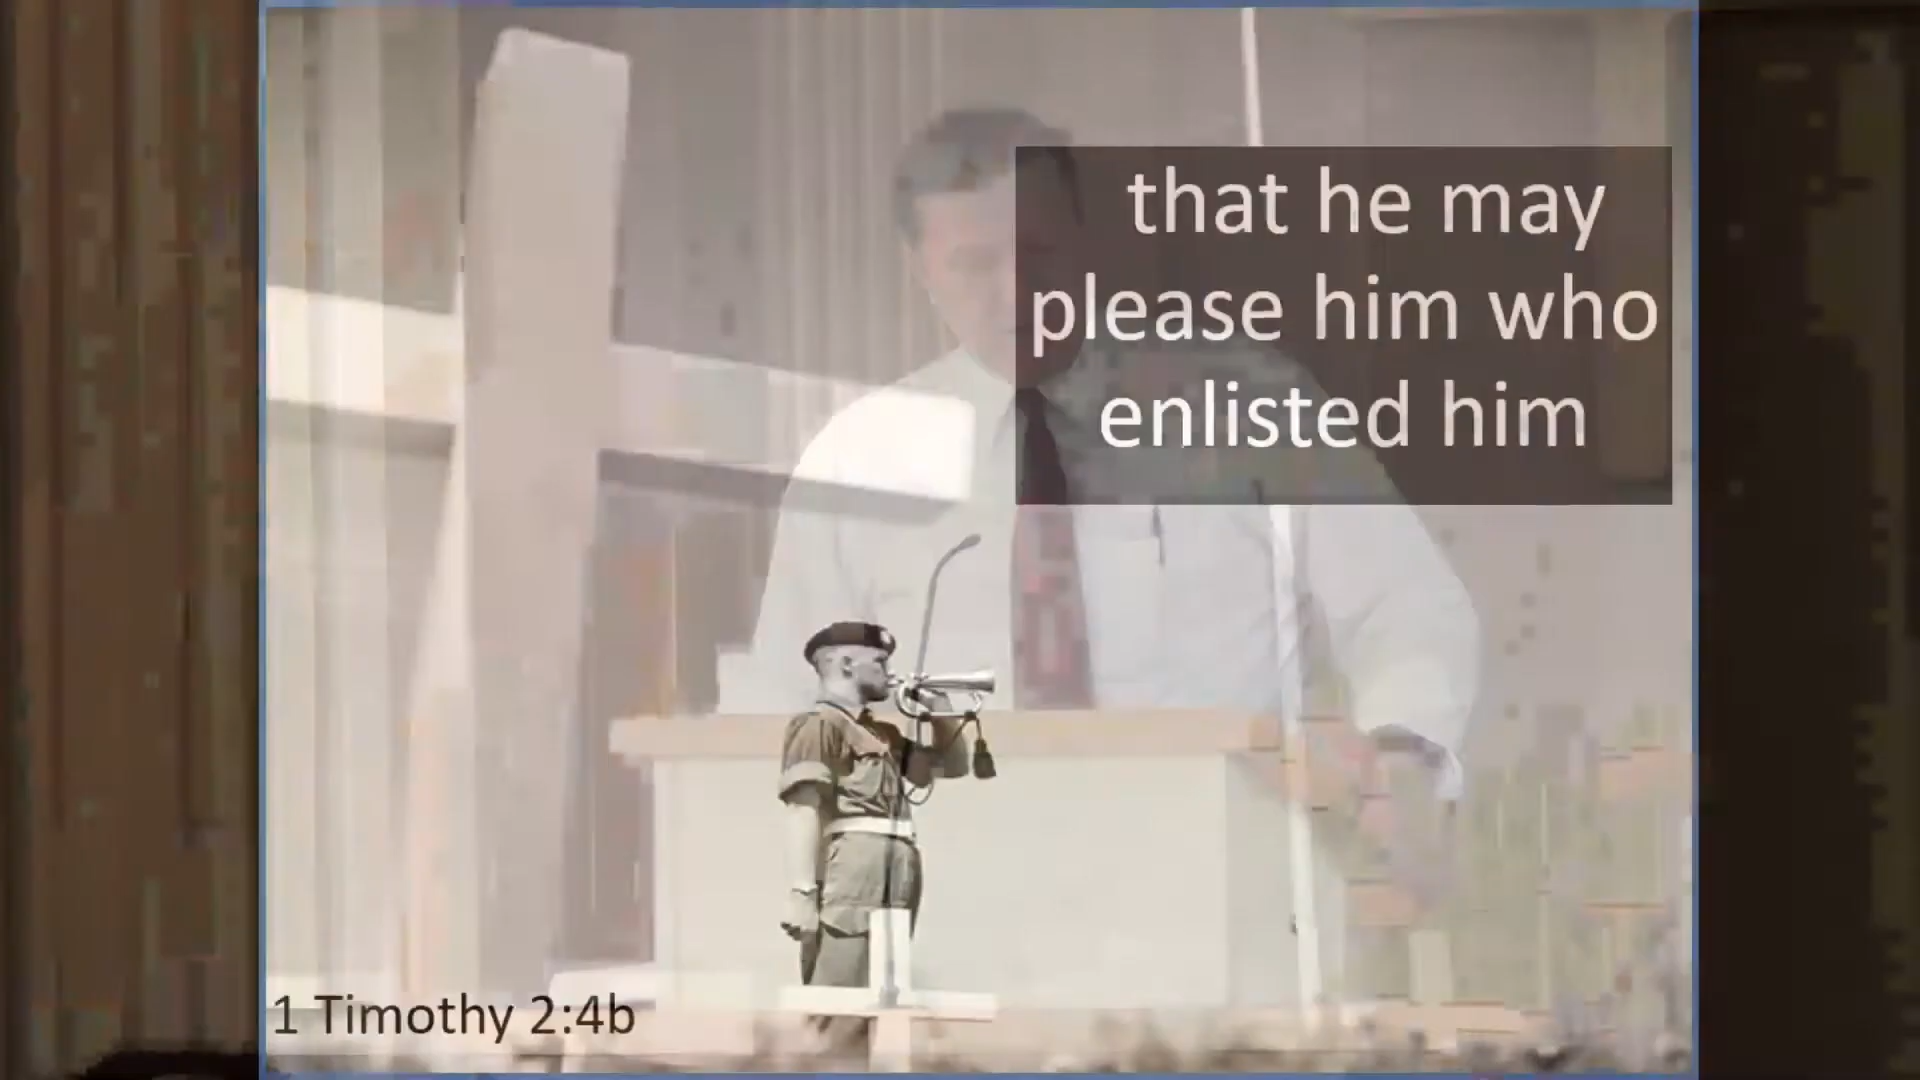 that he may
please him who
enlisted him
1 Timothy 2:4b